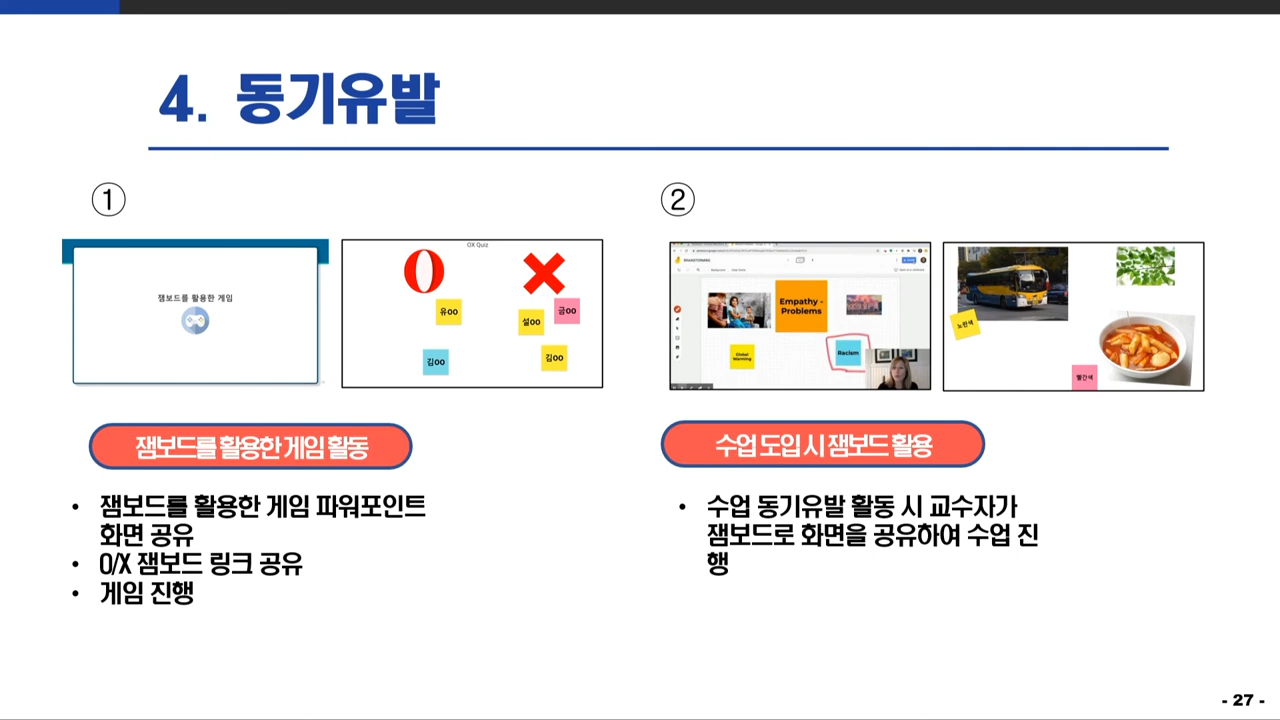 4. 동기유발
①
②
잼보드를 활용한 게임
OX Quiz
O X
유OO
설OO
금OO
김OO
김OO
BRAINSTORMING
Empathy -
Problems
Global
Warming
Racism
노란색
빨간색
잼보드를 활용한 게임 활동
수업 도입 시 잼보드 활용
• 잼보드를 활용한 게임 파워포인트
화면 공유
• O/X 잼보드 링크 공유
• 게임 진행
• 수업 동기유발 활동 시 교수자가
잼보드로 화면을 공유하여 수업 진
행
- 27 -